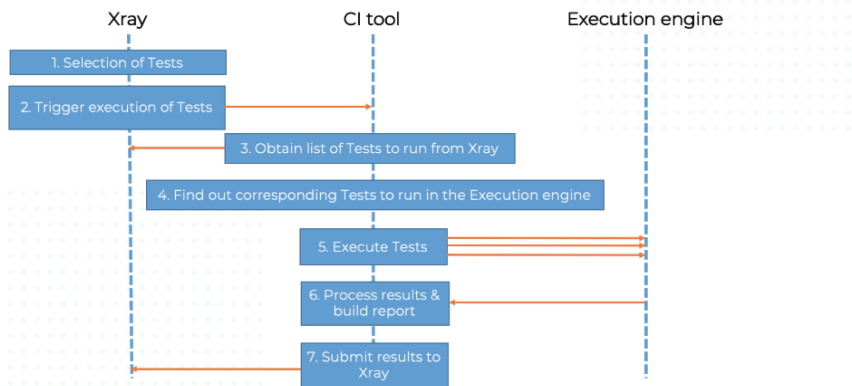 Xray
CI tool
Execution engine
1. Selection of Tests
2. Trigger execution of Tests
3. Obtain list of Tests to run from Xray
4. Find out corresponding Tests to run in the Execution engine
5. Execute Tests
6. Process results &
build report
7. Submit results to
Xray